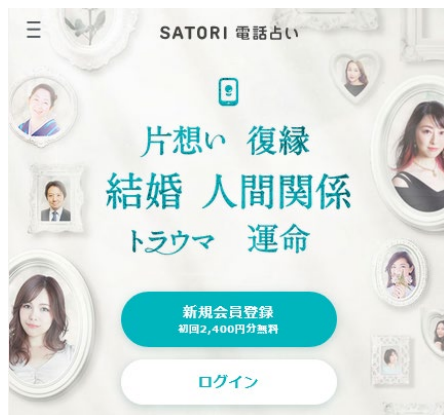 SATORI 電話占い
片想い 復縁
結婚 人間関係
トラウマ 運命
新規会員登録
初回2,400円分無料
ログイン